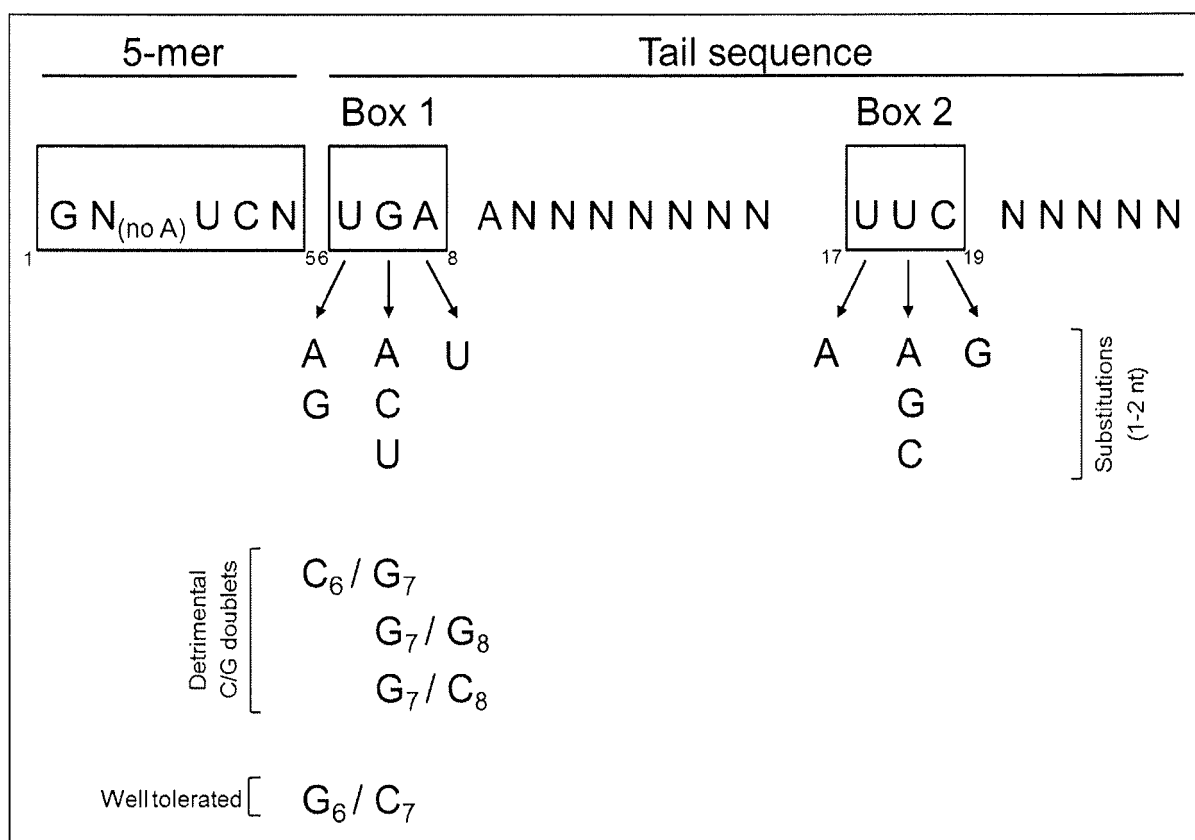 5-mer Tail sequence
Box 1 Box 2
G N(no A) U C N U G A A N N N N N N N U U C N N N N N
1 5 6 8 17 19
A A U A A G
G C G
U C
Substitutions
(1-2 nt)
Detrimental
C/G doublets
C6 / G7
G7 / G8
G7 / C8
Well tolerated G6 / C7